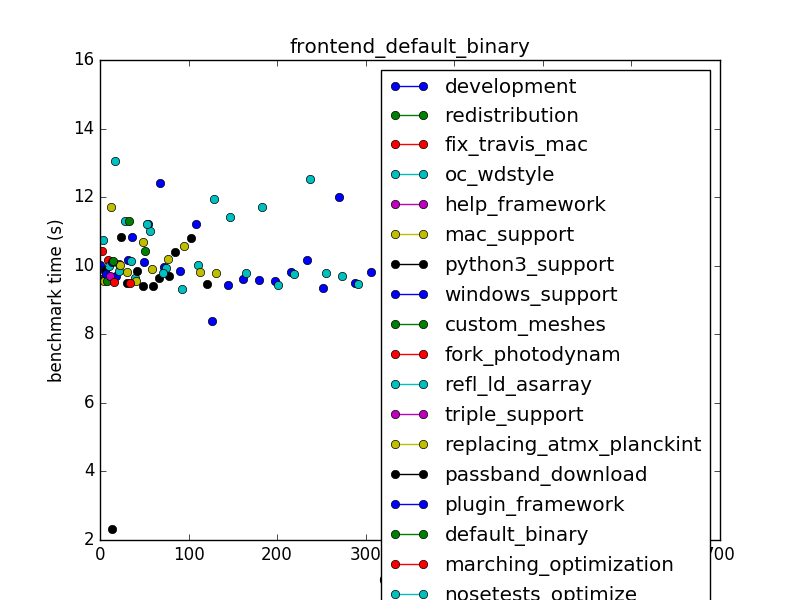 frontend_default_binary
benchmark time (s)
16
14
12
10
8
6
4
2
0
100
200
300
700
development
redistribution
fix_travis_mac
oc_wdstyle
help_framework
mac_support
python3_support
windows_support
custom_meshes
fork_photodynam
refl_ld_asarray
triple_support
replacing_atmx_planckint
passband_download
plugin_framework
default_binary
marching_optimization
nosetests_optimize